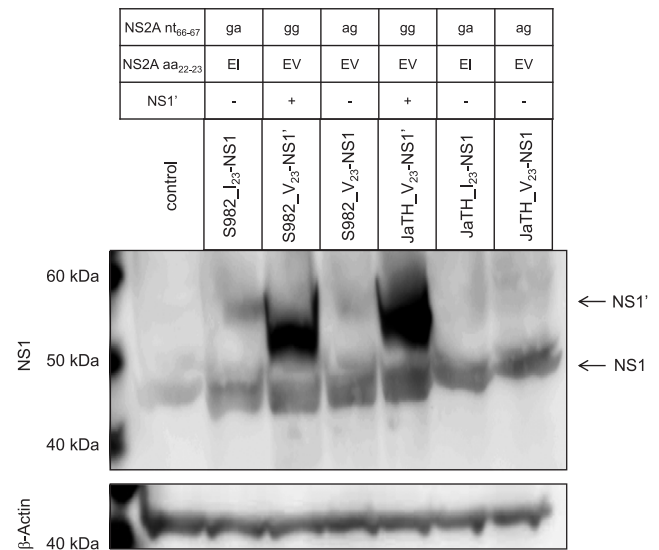 NS2A nt66-67 ga gg ag gg ga ag
NS2A aa22-23 EI EV EV EV EI EV
NS1' - + - + - -
control
S982_I23-NS1
S982_V23-NS1'
S982_V23-NS1
JaTH_V23-NS1'
JaTH_I23-NS1
JaTH_V23-NS1
60 kDa
50 kDa
40 kDa
NS1
← NS1'
← NS1
β-Actin
40 kDa